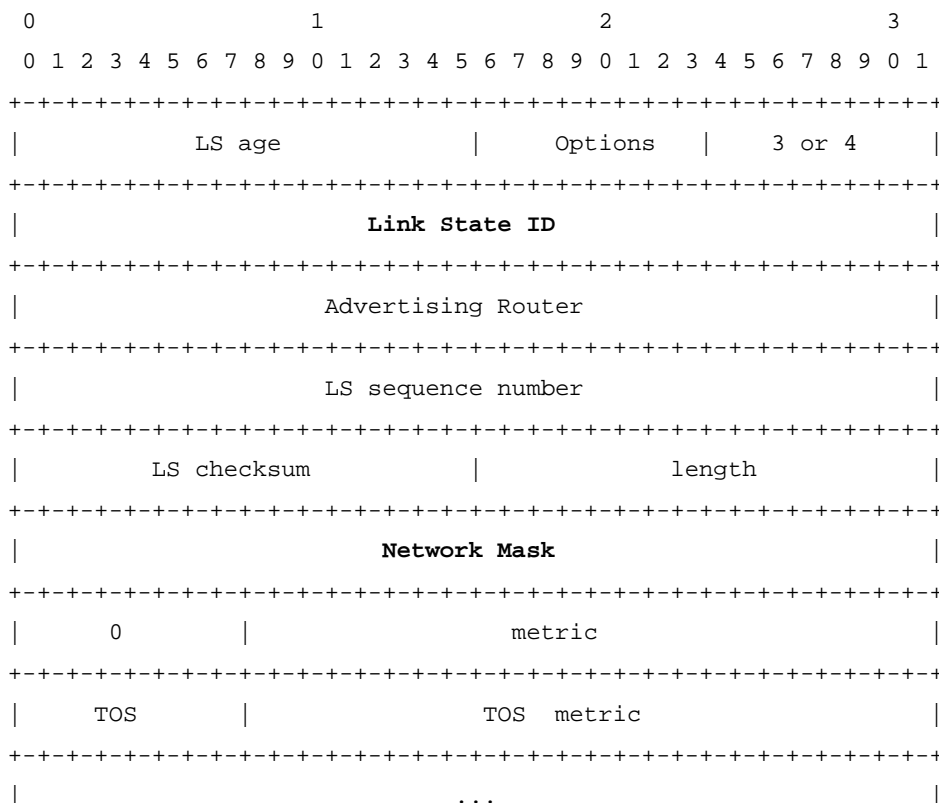 0 1 2 3
0 1 2 3 4 5 6 7 8 9 0 1 2 3 4 5 6 7 8 9 0 1 2 3 4 5 6 7 8 9 0 1
+-+-+-+-+-+-+-+-+-+-+-+-+-+-+-+-+-+-+-+-+-+-+-+-+-+-+-+-+-+-+-+-+
| LS age | Options | 3 or 4 |
+-+-+-+-+-+-+-+-+-+-+-+-+-+-+-+-+-+-+-+-+-+-+-+-+-+-+-+-+-+-+-+-+
| Link State ID |
+-+-+-+-+-+-+-+-+-+-+-+-+-+-+-+-+-+-+-+-+-+-+-+-+-+-+-+-+-+-+-+-+
| Advertising Router |
+-+-+-+-+-+-+-+-+-+-+-+-+-+-+-+-+-+-+-+-+-+-+-+-+-+-+-+-+-+-+-+-+
| LS sequence number |
+-+-+-+-+-+-+-+-+-+-+-+-+-+-+-+-+-+-+-+-+-+-+-+-+-+-+-+-+-+-+-+-+
| LS checksum | length |
+-+-+-+-+-+-+-+-+-+-+-+-+-+-+-+-+-+-+-+-+-+-+-+-+-+-+-+-+-+-+-+-+
| Network Mask |
+-+-+-+-+-+-+-+-+-+-+-+-+-+-+-+-+-+-+-+-+-+-+-+-+-+-+-+-+-+-+-+-+
| 0 | metric |
+-+-+-+-+-+-+-+-+-+-+-+-+-+-+-+-+-+-+-+-+-+-+-+-+-+-+-+-+-+-+-+-+
| TOS | TOS metric |
+-+-+-+-+-+-+-+-+-+-+-+-+-+-+-+-+-+-+-+-+-+-+-+-+-+-+-+-+-+-+-+-+
| ... |